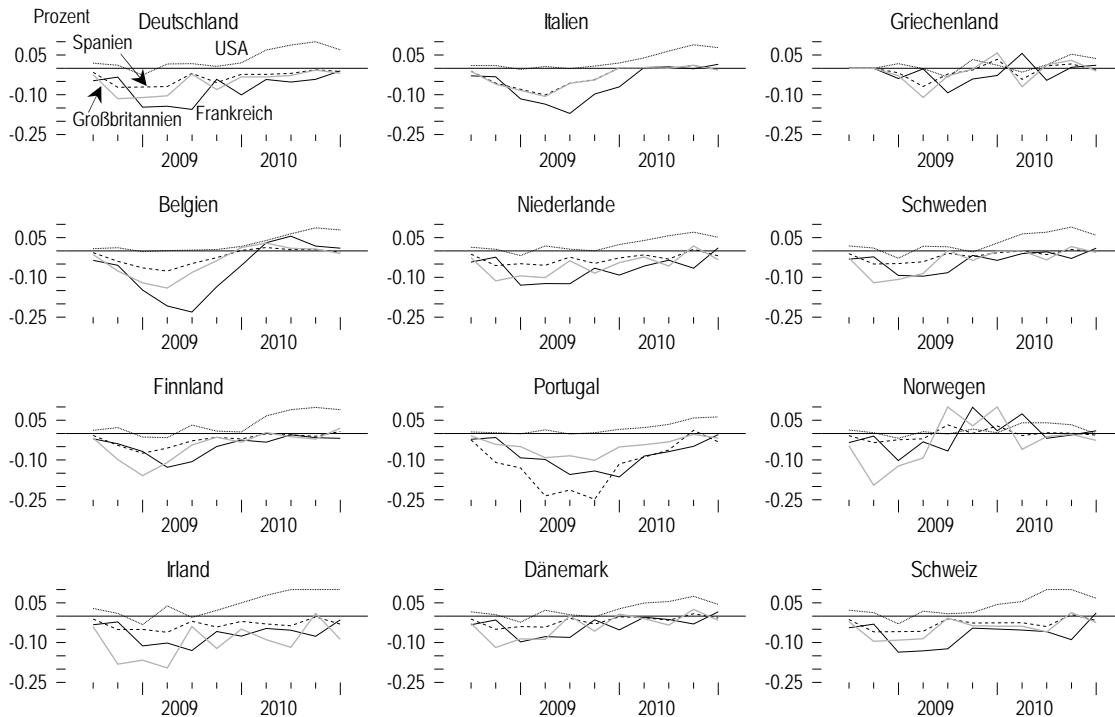 Prozent
Deutschland
Italien
Griechenland
Spanien
USA
Großbritannien
Frankreich
0.05
-0.10
-0.25
2009 2010
0.05
-0.10
-0.25
2009 2010
0.05
-0.10
-0.25
2009 2010
Belgien
Niederlande
Schweden
0.05
-0.10
-0.25
2009 2010
0.05
-0.10
-0.25
2009 2010
0.05
-0.10
-0.25
2009 2010
Finnland
Portugal
Norwegen
0.05
-0.10
-0.25
2009 2010
0.05
-0.10
-0.25
2009 2010
0.05
-0.10
-0.25
2009 2010
Irland
Dänemark
Schweiz
0.05
-0.10
-0.25
2009 2010
0.05
-0.10
-0.25
2009 2010
0.05
-0.10
-0.25
2009 2010